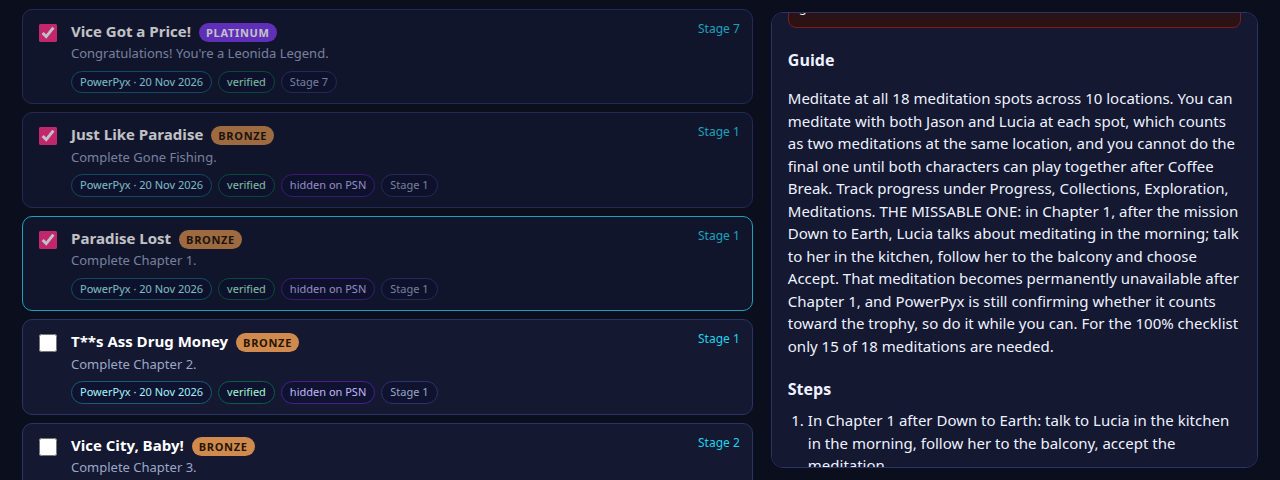 Vice Got a Price! PLATINUM
Stage 7
Congratulations! You're a Leonida Legend.
PowerPyx · 20 Nov 2026 verified Stage 7
Just Like Paradise BRONZE
Stage 1
Complete Gone Fishing.
PowerPyx · 20 Nov 2026 verified hidden on PSN Stage 1
Paradise Lost BRONZE
Stage 1
Complete Chapter 1.
PowerPyx · 20 Nov 2026 verified hidden on PSN Stage 1
T**s Ass Drug Money BRONZE
Stage 1
Complete Chapter 2.
PowerPyx · 20 Nov 2026 verified hidden on PSN Stage 1
Vice City, Baby! BRONZE
Stage 2
Complete Chapter 3.
Guide
Meditate at all 18 meditation spots across 10 locations. You can
meditate with both Jason and Lucia at each spot, which counts
as two meditations at the same location, and you cannot do the
final one until both characters can play together after Coffee
Break. Track progress under Progress, Collections, Exploration,
Meditations. THE MISSABLE ONE: in Chapter 1, after the mission
Down to Earth, Lucia talks about meditating in the morning; talk
to her in the kitchen, follow her to the balcony and choose
Accept. That meditation becomes permanently unavailable after
Chapter 1, and PowerPyx is still confirming whether it counts
toward the trophy, so do it while you can. For the 100% checklist
only 15 of 18 meditations are needed.
Steps
1. In Chapter 1 after Down to Earth: talk to Lucia in the kitchen
in the morning, follow her to the balcony, accept the
meditation